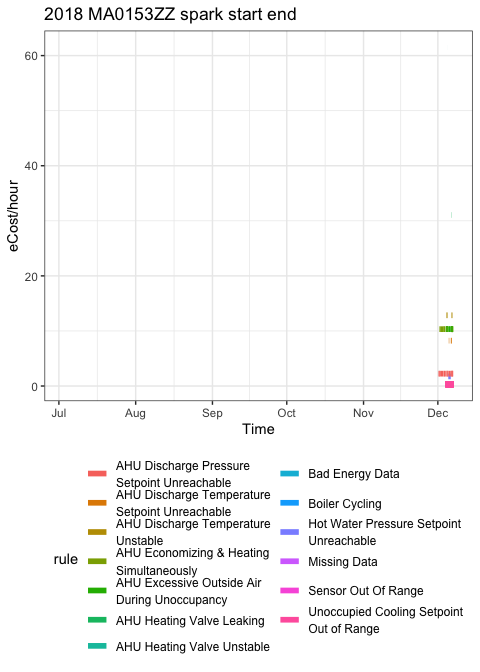 2018 MA0153ZZ spark start end
60
40
20
0
eCost/hour
Jul Aug Sep Oct Nov Dec
Time
rule
AHU Discharge Pressure
Setpoint Unreachable
AHU Discharge Temperature
Setpoint Unreachable
AHU Discharge Temperature
Unstable
AHU Economizing & Heating
Simultaneously
AHU Excessive Outside Air
During Unoccupancy
AHU Heating Valve Leaking
AHU Heating Valve Unstable
Bad Energy Data
Boiler Cycling
Hot Water Pressure Setpoint
Unreachable
Missing Data
Sensor Out Of Range
Unoccupied Cooling Setpoint
Out of Range